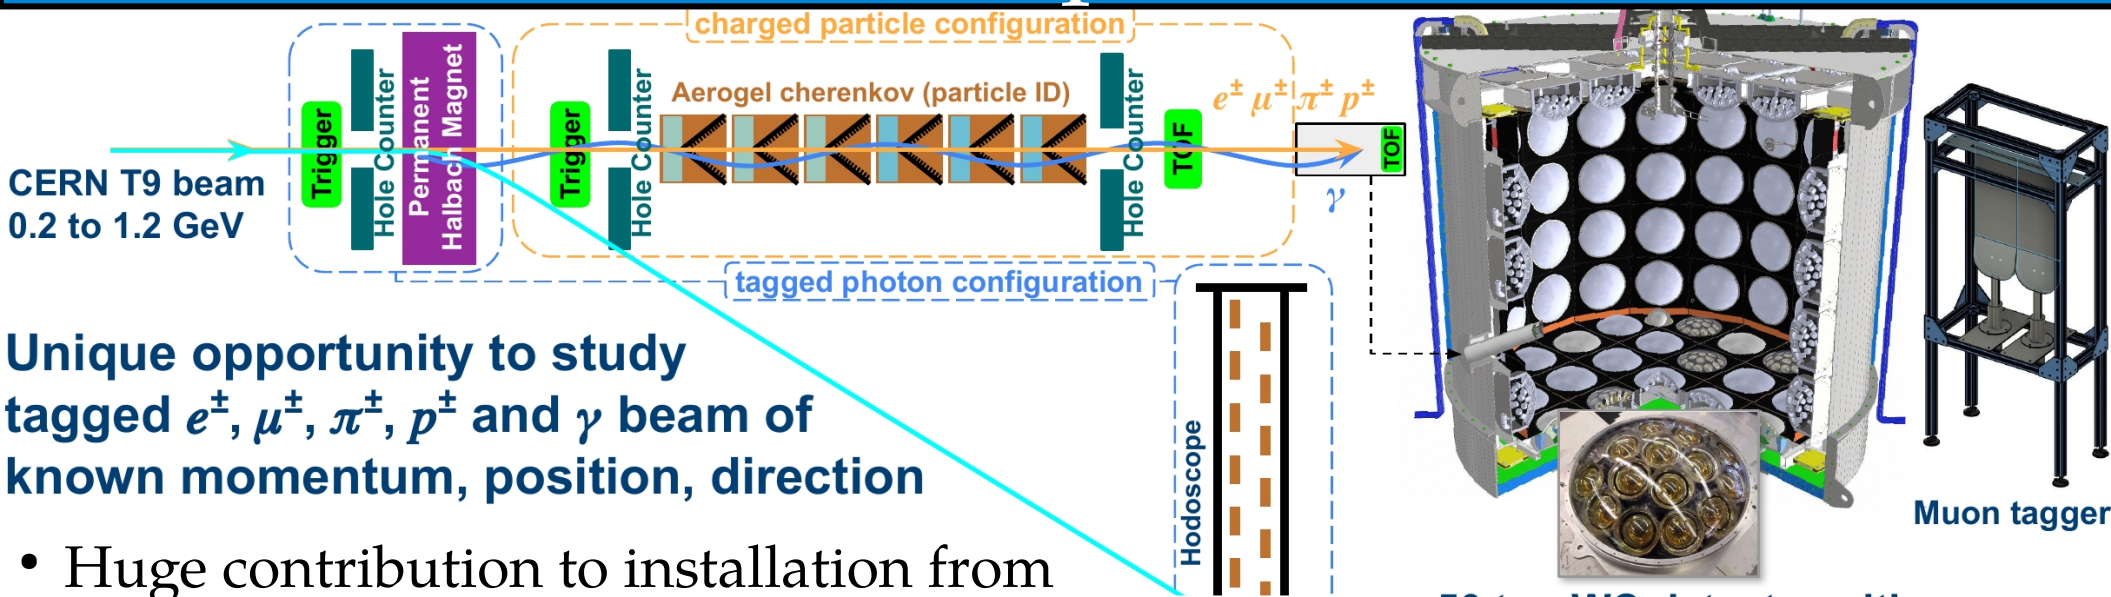 charged particle configuration
Trigger
Hole Counter
Permanent
Halbach Magnet
Trigger
Hole Counter
Aerogel cherenkov (particle ID)
Hole Counter
TOF
e± μ± π± p±
TOF
γ
CERN T9 beam
0.2 to 1.2 GeV
tagged photon configuration
Unique opportunity to study
tagged e±, μ±, π±, p± and γ beam of
known momentum, position, direction
Hodoscope
Muon tagger
• Huge contribution to installation from